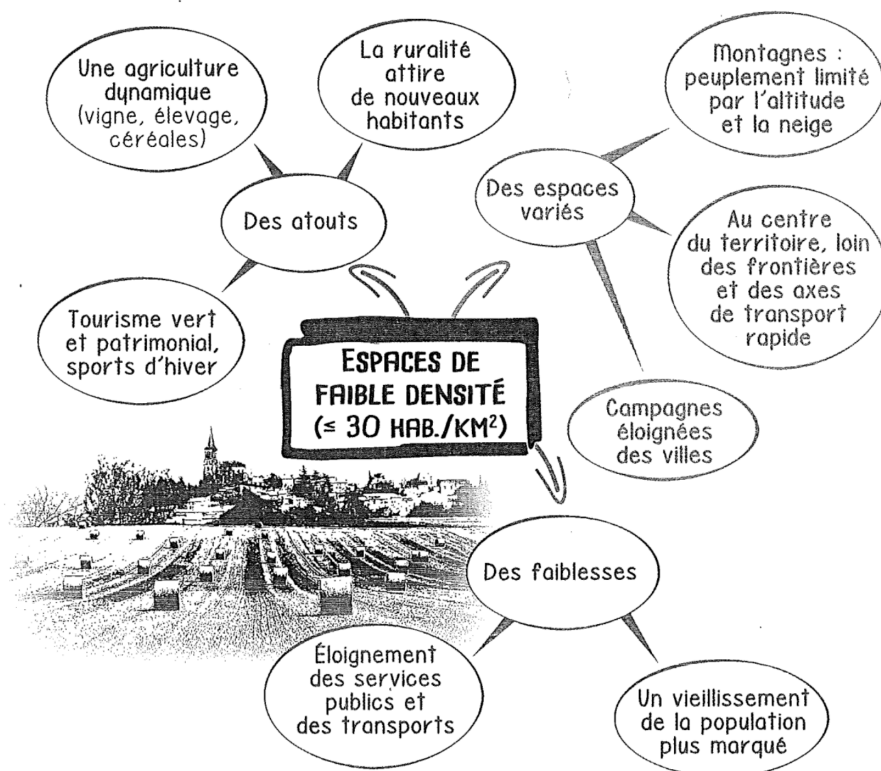 Une agriculture
dynamique
(vigne, élevage,
céréales)
La ruralité
attire
de nouveaux
habitants
Des atouts
Tourisme vert
et patrimonial,
sports d'hiver
Montagnes :
peuplement limité
par l'altitude
et la neige
Des espaces
variés
Au centre
du territoire, loin
des frontières
et des axes
de transport
rapide
Campagnes
éloignées
des villes
ESPACES DE
FAIBLE DENSITÉ
(≤ 30 HAB./KM²)
Des faiblesses
Éloignement
des services
publics et
des transports
Un vieillissement
de la population
plus marqué